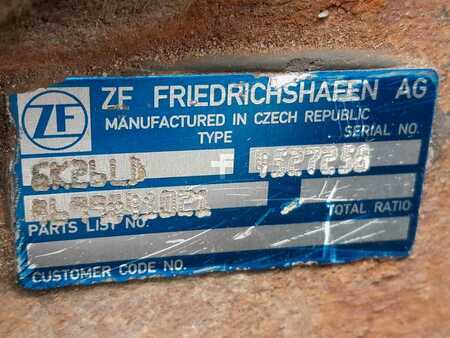 ZF ZF FRIEDRICHSHAFEN AG
MANUFACTURED IN CZECH REPUBLIC
TYPE SERIAL NO.
PARTS LIST NO. TOTAL RATIO
CUSTOMER CODE NO.